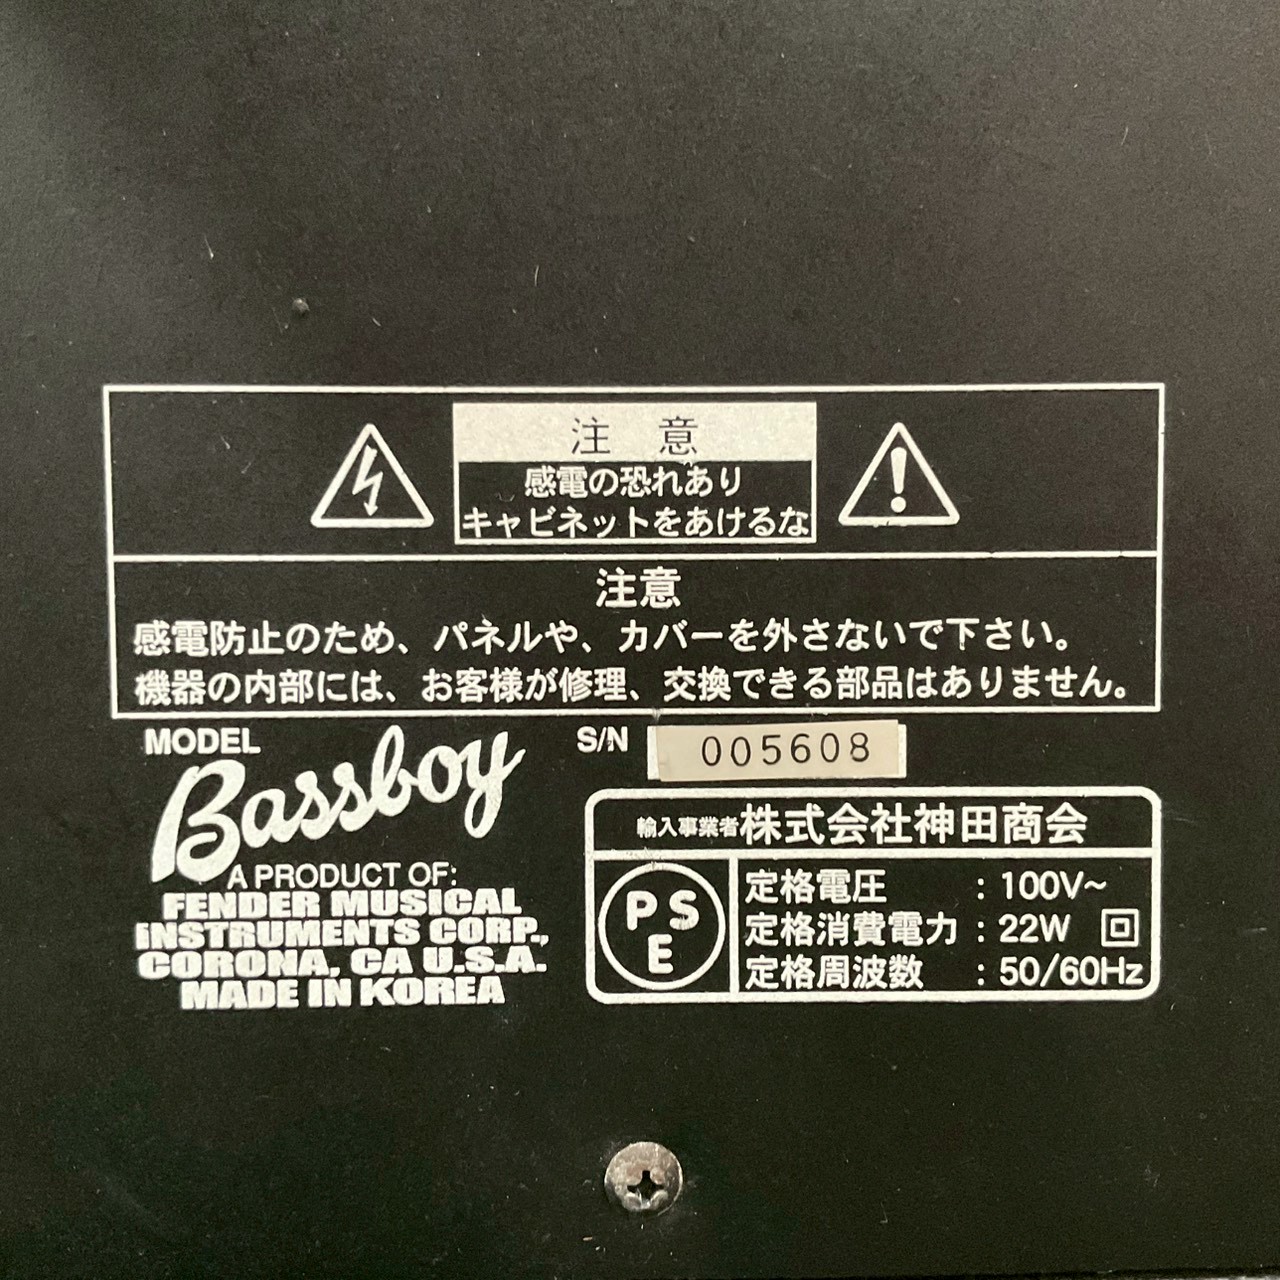 注 意
感電の恐れあり
キャビネットをあけるな
注意
感電防止のため、パネルや、カバーを外さないで下さい。
機器の内部には、お客様が修理、交換できる部品はありません。
MODEL
Bassboy
A PRODUCT OF:
FENDER MUSICAL
INSTRUMENTS CORP.,
CORONA, CA U.S.A.
MADE IN KOREA
S/N 005608
輸入事業者 株式会社神田商会
PS
E
定格電圧 : 100V~
定格消費電力 : 22W
定格周波数 : 50/60Hz